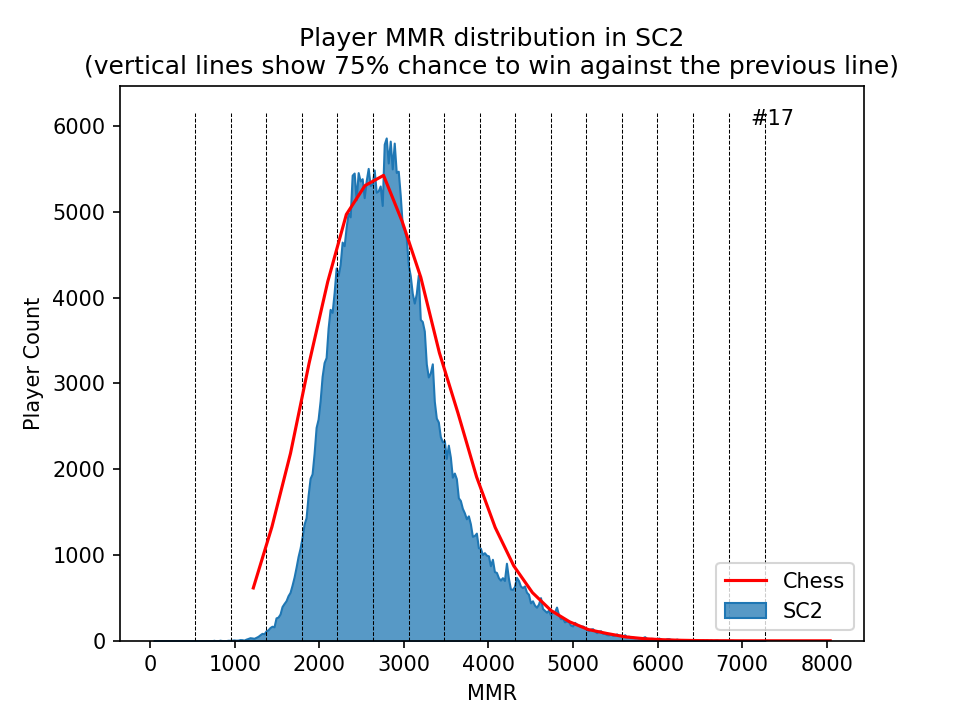 Player MMR distribution in SC2
(vertical lines show 75% chance to win against the previous line)
#17
6000
5000
4000
3000
2000
1000
0
Player Count
Chess
SC2
0 1000 2000 3000 4000 5000 6000 7000 8000
MMR